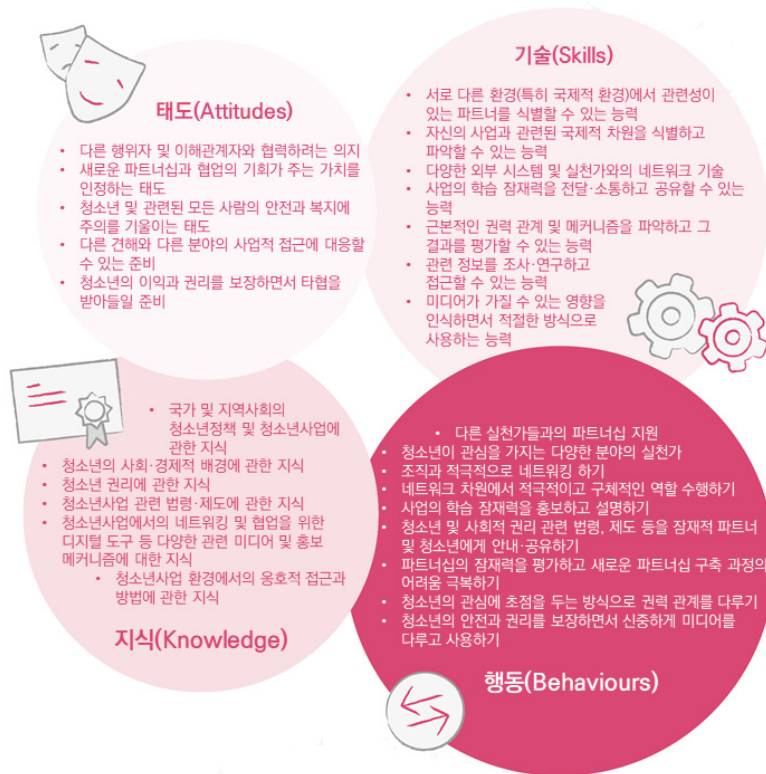 태도(Attitudes)
• 다른 행위자 및 이해관계자와 협력하려는 의지
• 새로운 파트너십과 협업의 기회가 주는 가치를
인정하는 태도
• 청소년 및 관련된 모든 사람의 안전과 복지에
주의를 기울이는 태도
• 다른 견해와 다른 분야의 사업적 접근에 대응할
수 있는 준비
• 청소년의 이익과 권리를 보장하면서 타협을
받아들일 준비
기술(Skills)
• 서로 다른 환경(특히 국제적 환경)에서 관련성이
있는 파트너를 식별할 수 있는 능력
• 자신의 사업과 관련된 국제적 차원을 식별하고
파악할 수 있는 능력
• 다양한 외부 시스템 및 실천가와의 네트워크 기술
• 사업의 학습 잠재력을 전달·소통하고 공유할 수 있는
능력
• 근본적인 권력 관계 및 메커니즘을 파악하고 그
결과를 평가할 수 있는 능력
• 관련 정보를 조사·연구하고
접근할 수 있는 능력
• 미디어가 가질 수 있는 영향을
인식하면서 적절한 방식으로
사용하는 능력
• 국가 및 지역사회의
청소년정책 및 청소년사업에
관한 지식
• 청소년의 사회·경제적 배경에 관한 지식
• 청소년 권리에 관한 지식
• 청소년사업 관련 법령·제도에 관한 지식
• 청소년사업에서의 네트워킹 및 협업을 위한
디지털 도구 등 다양한 관련 미디어 및 홍보
메커니즘에 대한 지식
• 청소년사업 환경에서의 옹호적 접근과
방법에 관한 지식
지식(Knowledge)
• 다른 실천가들과의 파트너십 지원
• 청소년이 관심을 가지는 다양한 분야의 실천가
• 조직과 적극적으로 네트워킹 하기
• 네트워크 차원에서 적극적이고 구체적인 역할 수행하기
• 사업의 학습 잠재력을 홍보하고 설명하기
• 청소년 및 사회적 권리 관련 법령, 제도 등을 잠재적 파트너
및 청소년에게 안내·공유하기
• 파트너십의 잠재력을 평가하고 새로운 파트너십 구축 과정의
어려움 극복하기
• 청소년의 관심에 초점을 두는 방식으로 권력 관계를 다루기
• 청소년의 안전과 권리를 보장하면서 신중하게 미디어를
다루고 사용하기
행동(Behaviours)